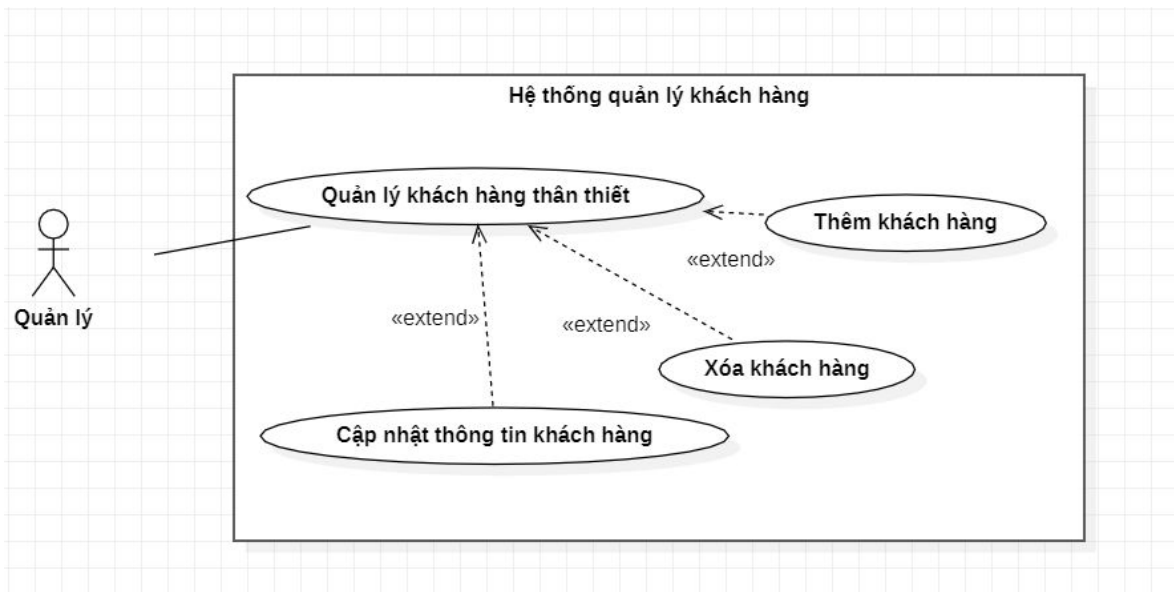 Hệ thống quản lý khách hàng
Quản lý khách hàng thân thiết
Thêm khách hàng
«extend»
Quản lý
«extend»
«extend»
Xóa khách hàng
Cập nhật thông tin khách hàng